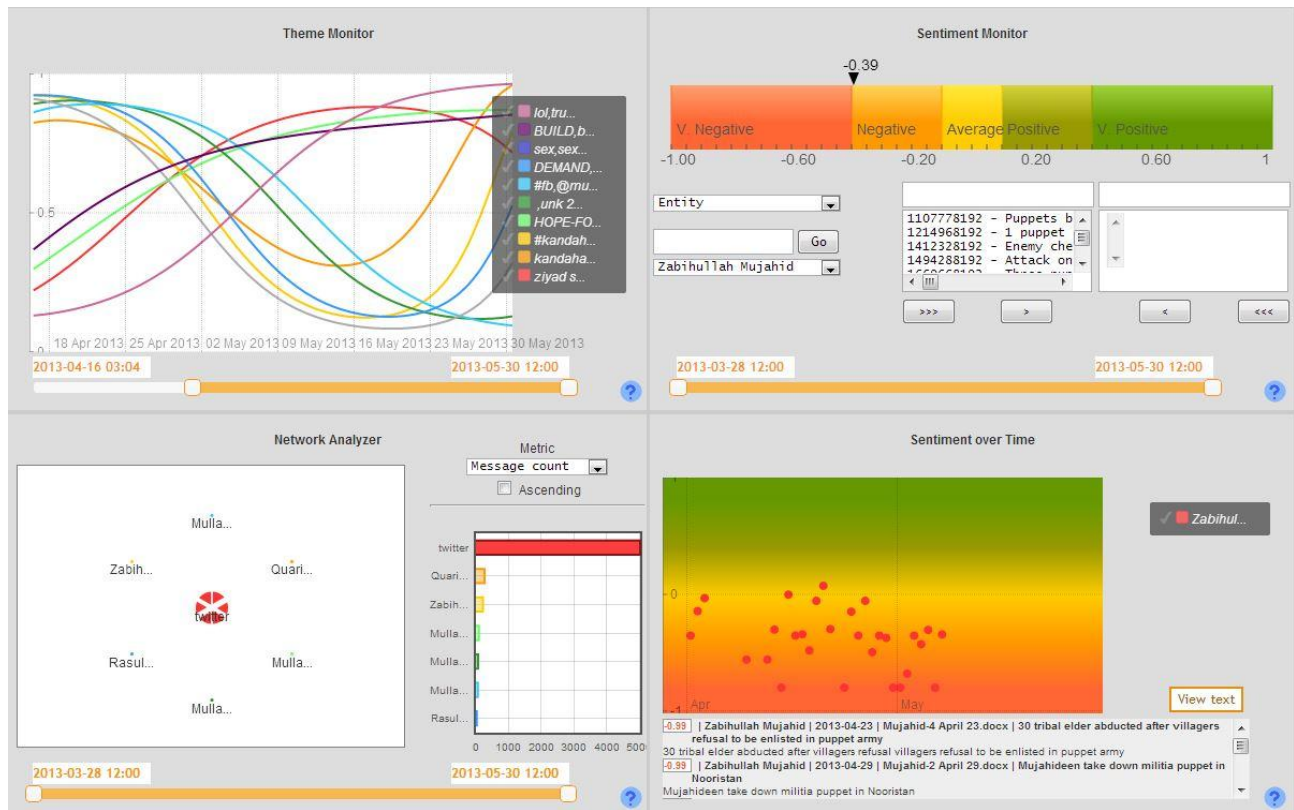 Theme Monitor
1
0.5
0
18 Apr 2013 25 Apr 2013 02 May 2013 09 May 2013 16 May 2013 23 May 2013 30 May 2013
lol,tru...
BUILD,b...
sex,sex...
DEMAND,...
#fb,@mu...
,unk 2...
HOPE-FO...
#kandah...
kandaha...
ziyad s...
2013-04-16 03:04
2013-05-30 12:00
?
Sentiment Monitor
-0.39
V. Negative Negative Average Positive V. Positive
-1.00 -0.60 -0.20 0.20 0.60 1
Entity
Go
Zabihullah Mujahid
1107778192 - Puppets b
1214968192 - 1 puppet
1412328192 - Enemy che
1494288192 - Attack on
>>> > < <<<
2013-03-28 12:00
2013-05-30 12:00
?
Network Analyzer
Mulla...
Zabih...
Quari...
twitter
Rasul...
Mulla...
Mulla...
Metric
Message count
Ascending
twitter
Quari...
Zabih...
Mulla...
Mulla...
Mulla...
Rasul...
0 1000 2000 3000 4000 500
2013-03-28 12:00
2013-05-30 12:00
?
Sentiment over Time
0
-1
Apr
May
Zabihul...
View text
-0.99 | Zabihullah Mujahid | 2013-04-23 | Mujahid-4 April 23.docx | 30 tribal elder abducted after villagers
refusal to be enlisted in puppet army
30 tribal elder abducted after villagers refusal villagers refusal to be enlisted in puppet army
-0.99 | Zabihullah Mujahid | 2013-04-29 | Mujahid-2 April 29.docx | Mujahideen take down militia puppet in
Nooristan
Mujahideen take down militia puppet in Nooristan
?